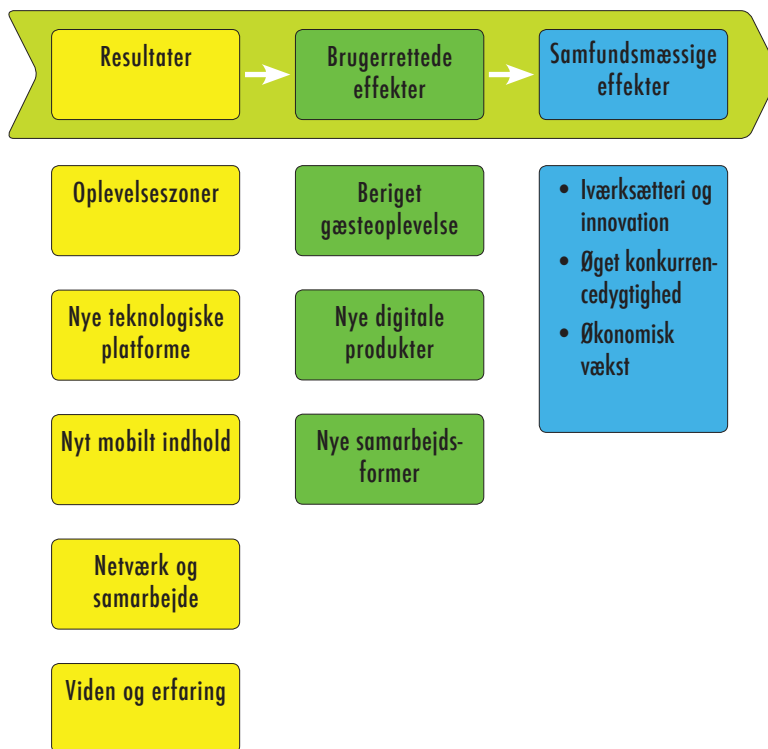 Resultater
Brugerrettede
effekter
Samfundsmæssige
effekter
Oplevelseszoner
Nye teknologiske
platforme
Nyt mobilt indhold
Netværk og
samarbejde
Viden og erfaring
Beriget
gæsteoplevelse
Nye digitale
produkter
Nye samarbejds-
former
• Iværksætteri og
innovation
• Øget konkurren-
cedygtighed
• Økonomisk
vækst